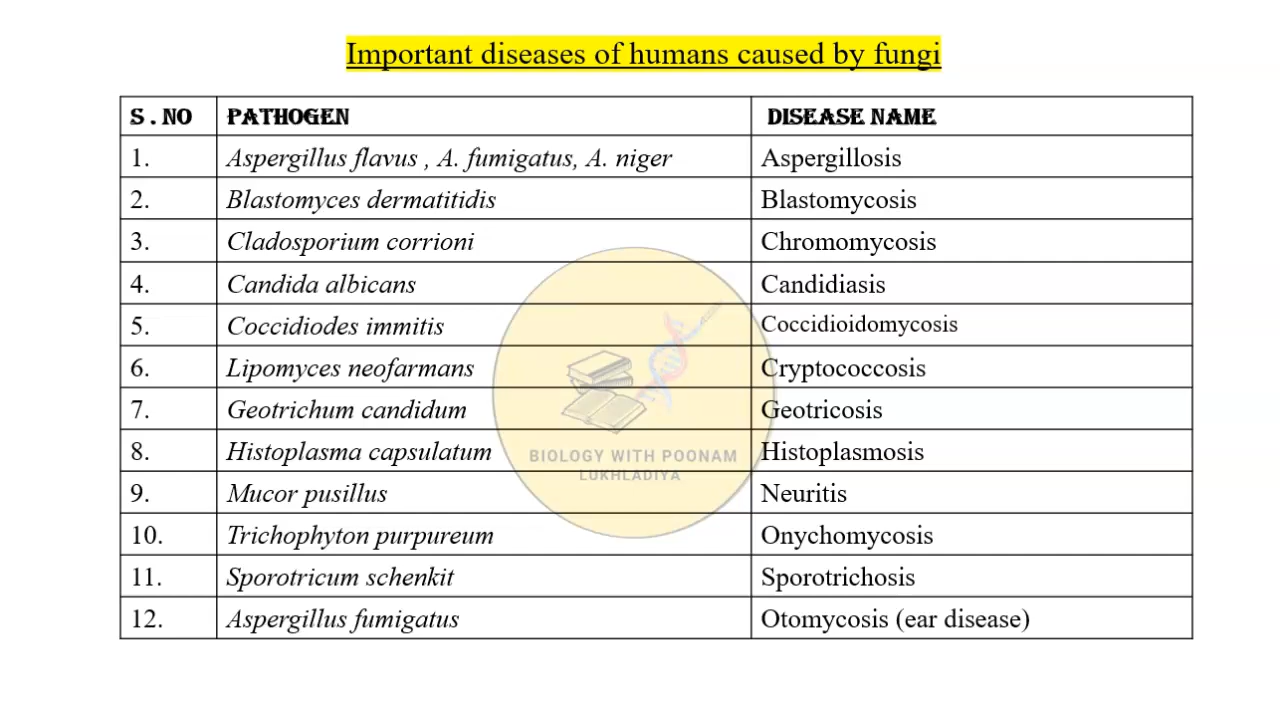 Important diseases of humans caused by fungi
S . NO PATHOGEN DISEASE NAME
1. Aspergillus flavus , A. fumigatus, A. niger Aspergillosis
2. Blastomyces dermatitidis Blastomycosis
3. Cladosporium corrioni Chromomycosis
4. Candida albicans Candidiasis
5. Coccidiodes immitis Coccidioidomycosis
6. Lipomyces neofarmans Cryptococcosis
7. Geotrichum candidum Geotricosis
8. Histoplasma capsulatum Histoplasmosis
BIOLOGY WITH POONAM
LUKHLADIYA
9. Mucor pusillus Neuritis
10. Trichophyton purpureum Onychomycosis
11. Sporotricum schenkit Sporotrichosis
12. Aspergillus fumigatus Otomycosis (ear disease)